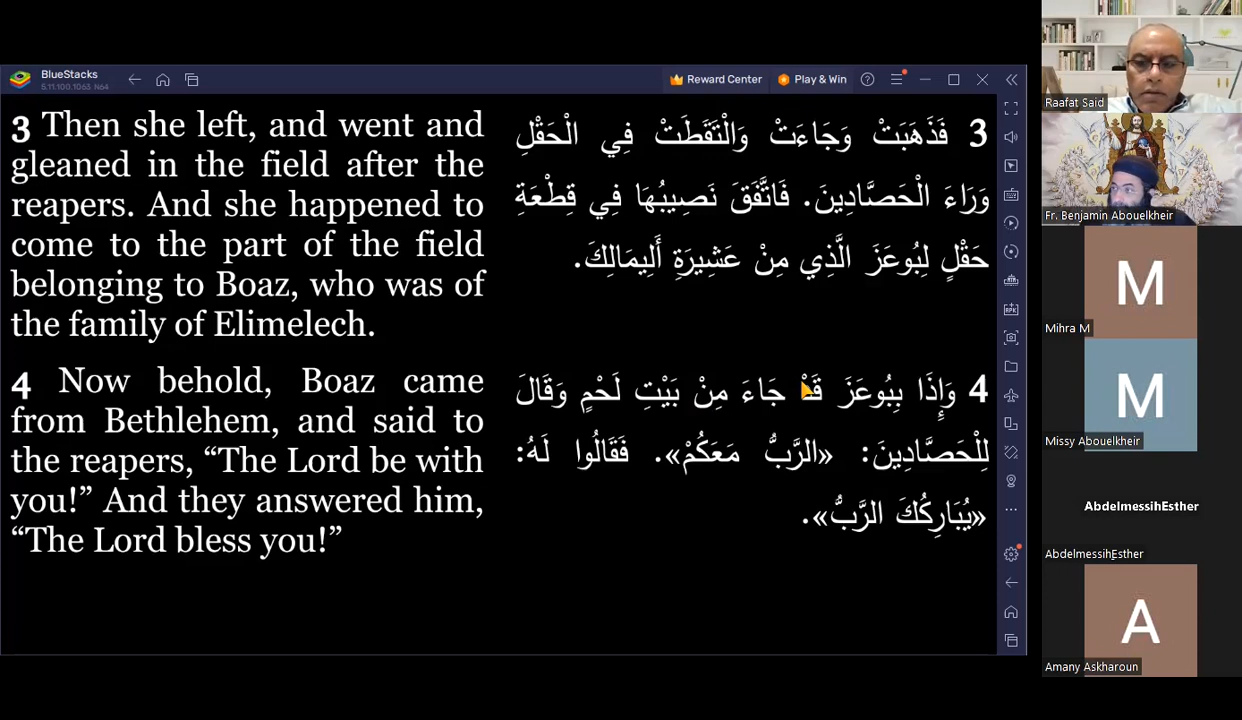 BlueStacks
5.11.100.1063 N64
Reward Center
Play & Win
3 Then she left, and went and
gleaned in the field after the
reapers. And she happened to
come to the part of the field
belonging to Boaz, who was of
the family of Elimelech.
3 فَذَهَبَتْ وَجَاءَتْ وَالْتَقَطَتْ فِي الْحَقْلِ
وَرَاءَ الْحَصَّادِينَ. فَاتَّفَقَ نَصِيبُهَا فِي قِطْعَةِ
حَقْلٍ لِبُوعَزَ الَّذِي مِنْ عَشِيرَةِ أَلِيمَالِكَ.
4 Now behold, Boaz came
from Bethlehem, and said to
the reapers, “The Lord be with
you!” And they answered him,
“The Lord bless you!”
4 وَإِذَا بِبُوعَزَ قَدْ جَاءَ مِنْ بَيْتِ لَحْمٍ وَقَالَ
لِلْحَصَّادِينَ: «الرَّبُّ مَعَكُمْ». فَقَالُوا لَهُ:
«يُبَارِكُكَ الرَّبُّ».
Raafat Said
Fr. Benjamin Abouelkheir
M
Mihra M
M
Missy Abouelkheir
AbdelmessihEsther
AbdelmessihEsther
A
Amany Askharoun